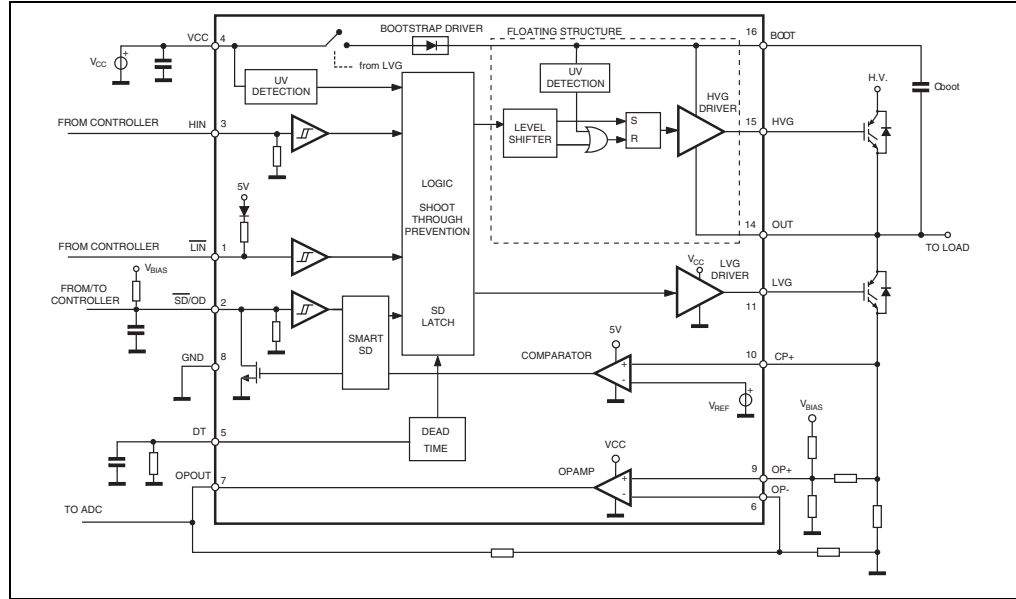 BOOTSTRAP DRIVER
FLOATING STRUCTURE
VCC
4
16
BOOT
VCC
+
from LVG
UV
DETECTION
UV
DETECTION
H.V.
Cboot
HVG
DRIVER
FROM CONTROLLER
HIN
3
LEVEL
SHIFTER
S
R
15
HVG
5V
LOGIC
SHOOT
THROUGH
PREVENTION
14
OUT
TO LOAD
FROM CONTROLLER
LIN
1
VBIAS
VCC
LVG
DRIVER
FROM/TO
CONTROLLER
SD/OD
2
LVG
11
SD
LATCH
SMART
SD
5V
GND
8
COMPARATOR
+
-
10
CP+
VREF
+
VBIAS
DT
5
DEAD
TIME
VCC
OPOUT
7
OPAMP
+
-
9
OP+
OP-
6
TO ADC